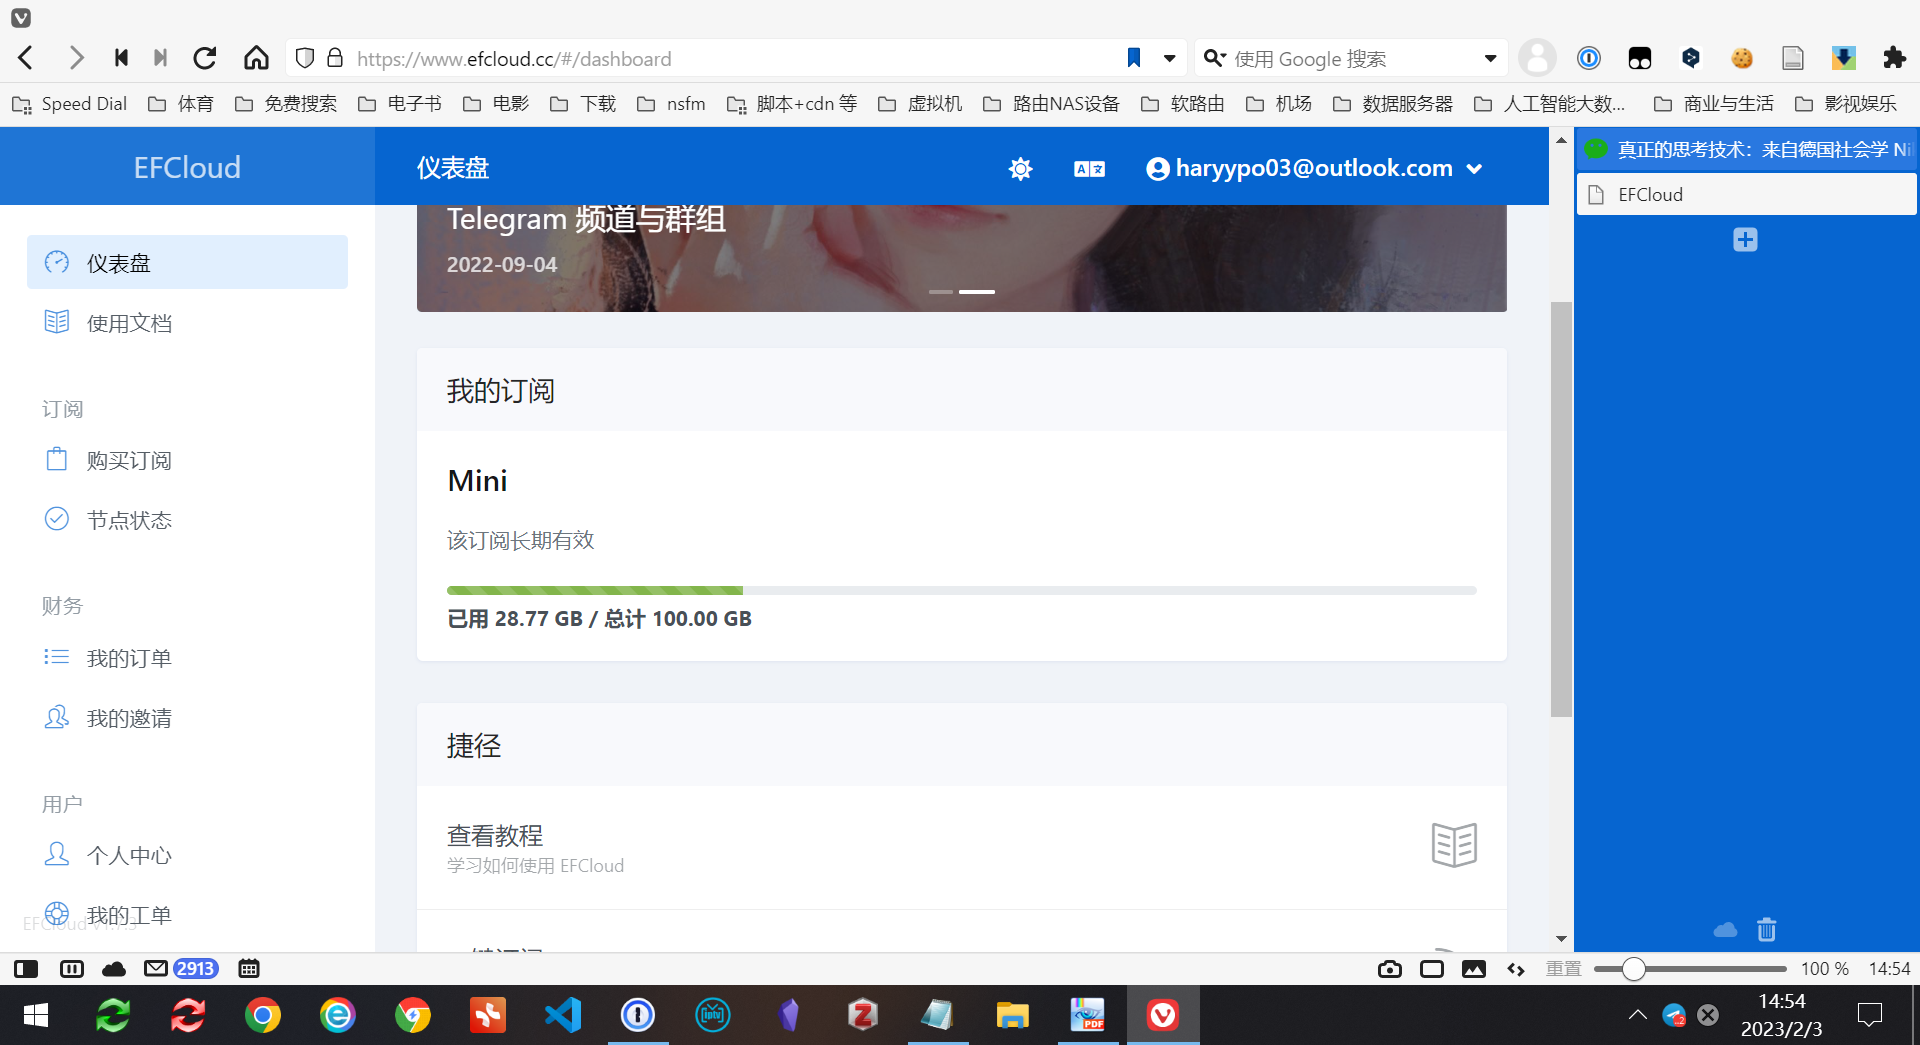 https://www.efcloud.cc/#/dashboard
使用 Google 搜索
Speed Dial 体育 免费搜索 电子书 电影 下载 nsfm 脚本+cdn 等 虚拟机 路由NAS设备 软路由 机场 数据服务器 人工智能大数... 商业与生活 影视娱乐
EFCloud
仪表盘
haryypo03@outlook.com
真正的思考技术：来自德国社会学 Ni
EFCloud
仪表盘
使用文档
订阅
购买订阅
节点状态
财务
我的订单
我的邀请
用户
个人中心
我的工单
Telegram 频道与群组
2022-09-04
我的订阅
Mini
该订阅长期有效
已用 28.77 GB / 总计 100.00 GB
捷径
查看教程
学习如何使用 EFCloud
2913
重置
100 %
14:54
iptv
PDF
14:54
2023/2/3